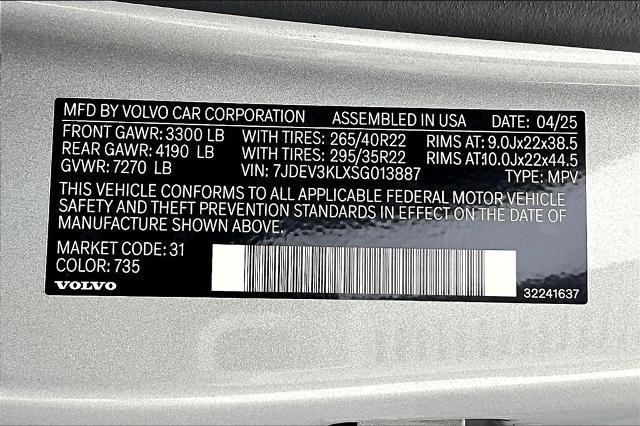 MFD BY VOLVO CAR CORPORATION ASSEMBLED IN USA DATE: 04/25
FRONT GAWR: 3300 LB WITH TIRES: 265/40R22 RIMS AT: 9.0Jx22x38.5
REAR GAWR: 4190 LB WITH TIRES: 295/35R22 RIMS AT:10.0Jx22x44.5
GVWR: 7270 LB VIN: 7JDEV3KLXSG013887 TYPE: MPV
THIS VEHICLE CONFORMS TO ALL APPLICABLE FEDERAL MOTOR VEHICLE
SAFETY AND THEFT PREVENTION STANDARDS IN EFFECT ON THE DATE OF
MANUFACTURE SHOWN ABOVE.
MARKET CODE: 31
COLOR: 735
VOLVO
32241637